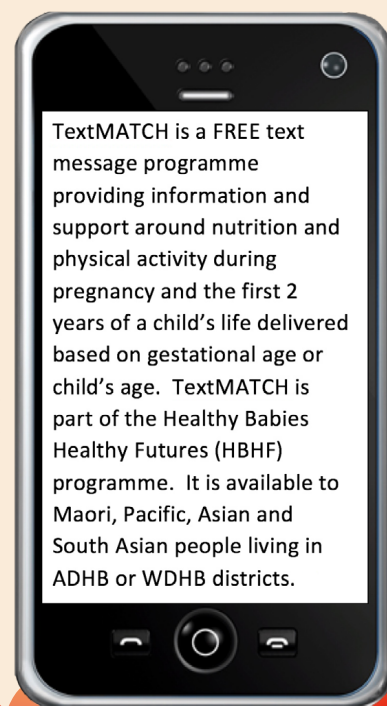 TextMATCH is a FREE text
message programme
providing information and
support around nutrition and
physical activity during
pregnancy and the first 2
years of a child’s life delivered
based on gestational age or
child’s age.  TextMATCH is
part of the Healthy Babies
Healthy Futures (HBHF)
programme.  It is available to
Maori, Pacific, Asian and
South Asian people living in
ADHB or WDHB districts.